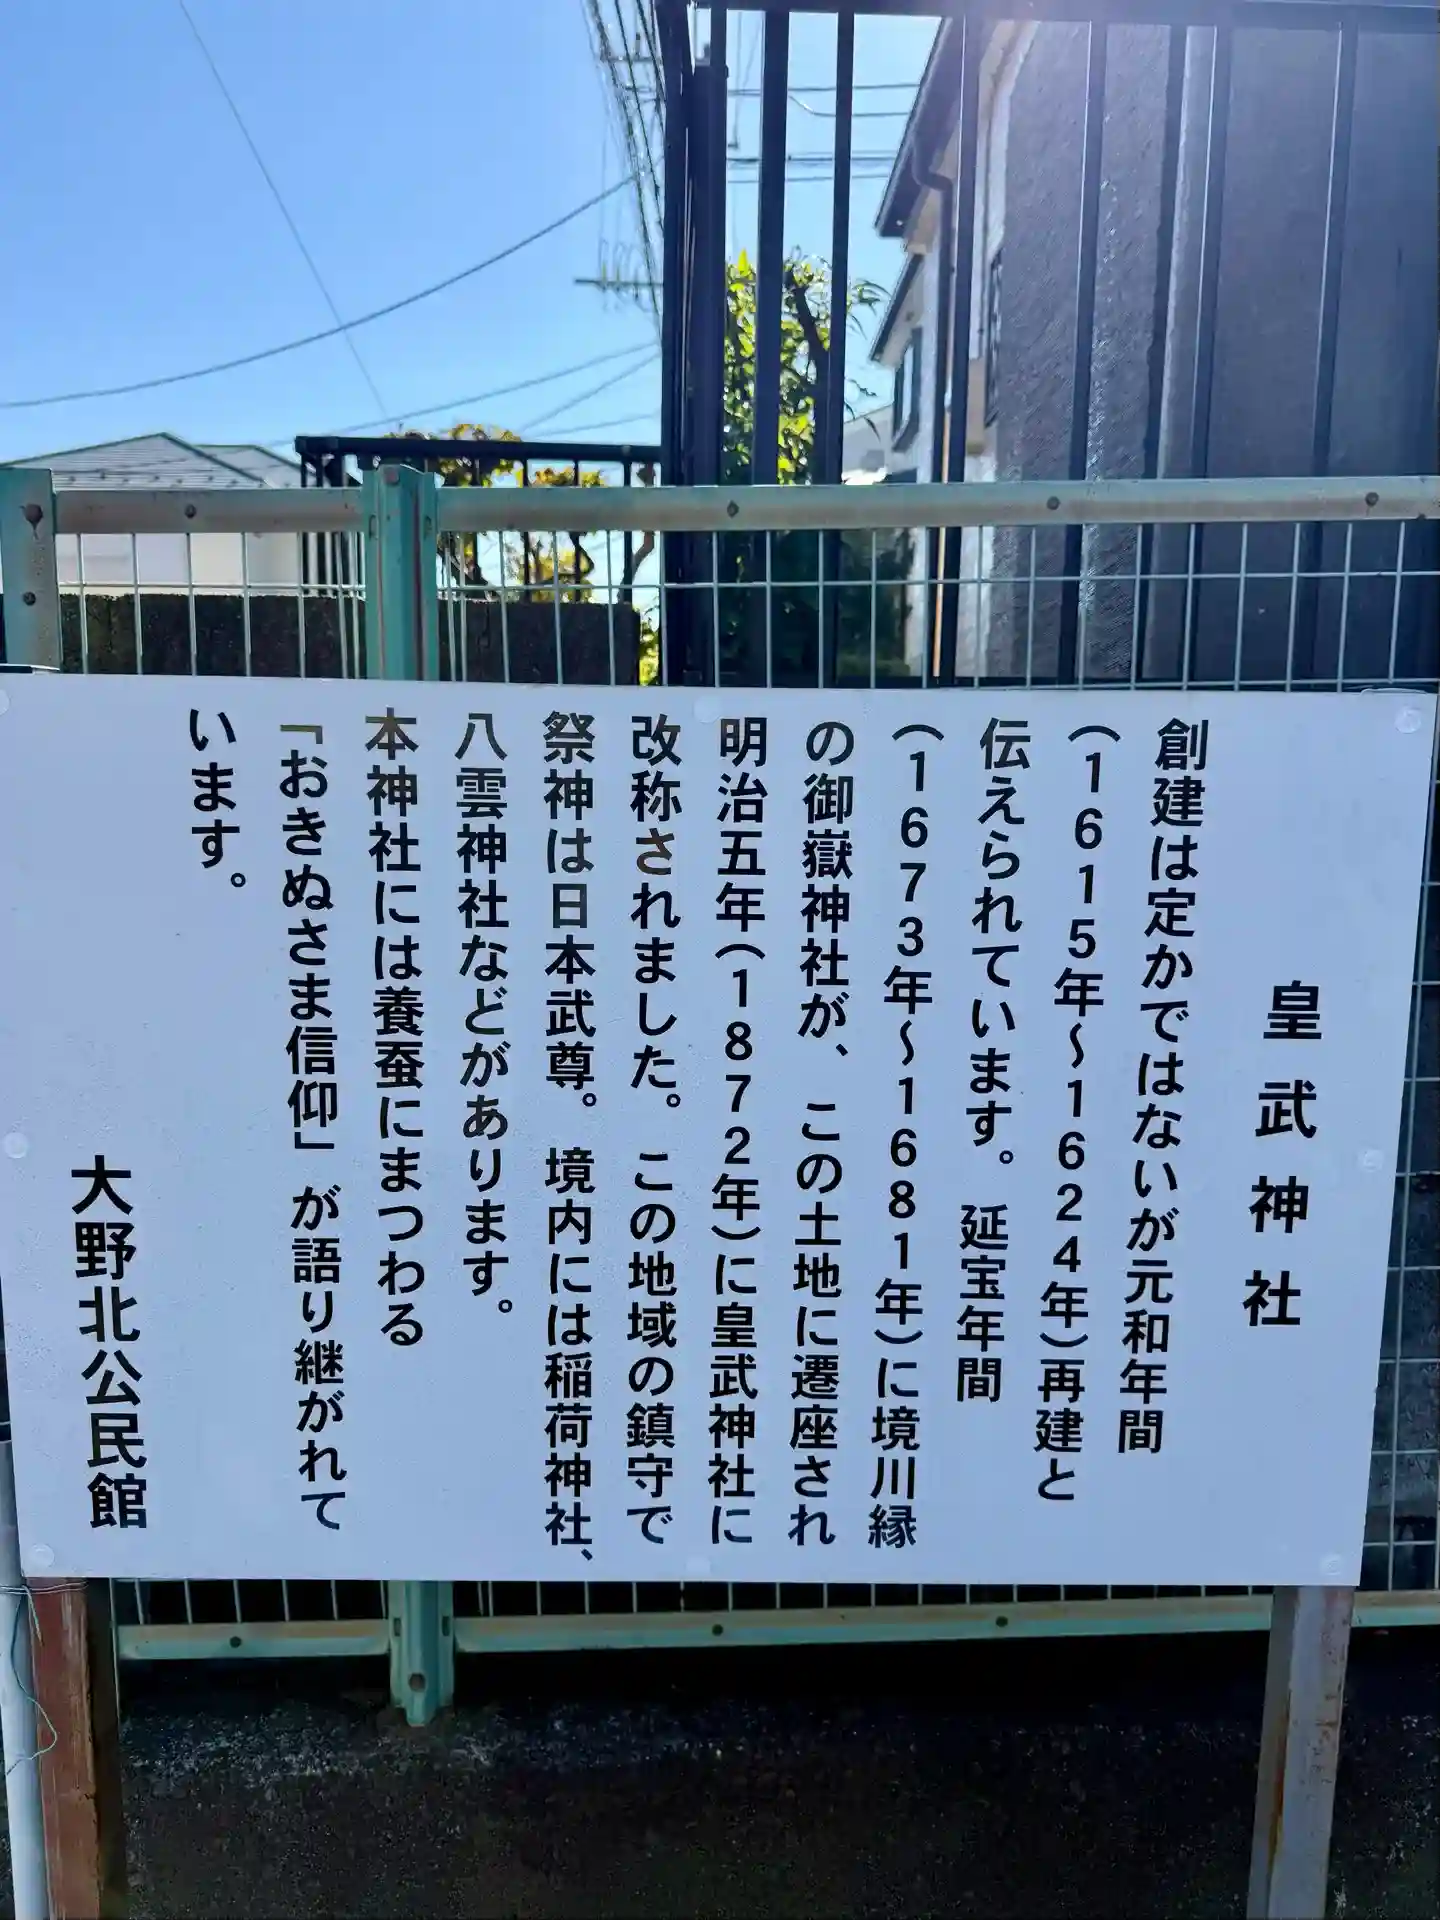 皇武神社
創建は定かではないが元和年間
（1615年～1624年）再建と
伝えられています。延宝年間
（1673年～1681年）に境川縁
の御嶽神社が、この土地に遷座され
明治五年（1872年）に皇武神社に
改称されました。この地域の鎮守で
祭神は日本武尊。境内には稲荷神社、
八雲神社などがあります。
本神社には養蚕にまつわる
「おきぬさま信仰」が語り継がれて
います。
大野北公民館